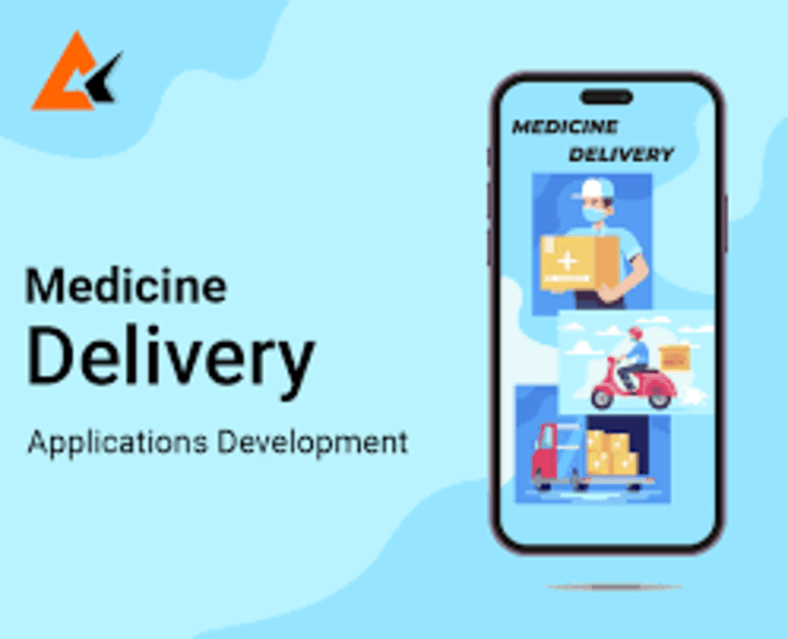 Medicine
Delivery
Applications Development
MEDICINE
DELIVERY